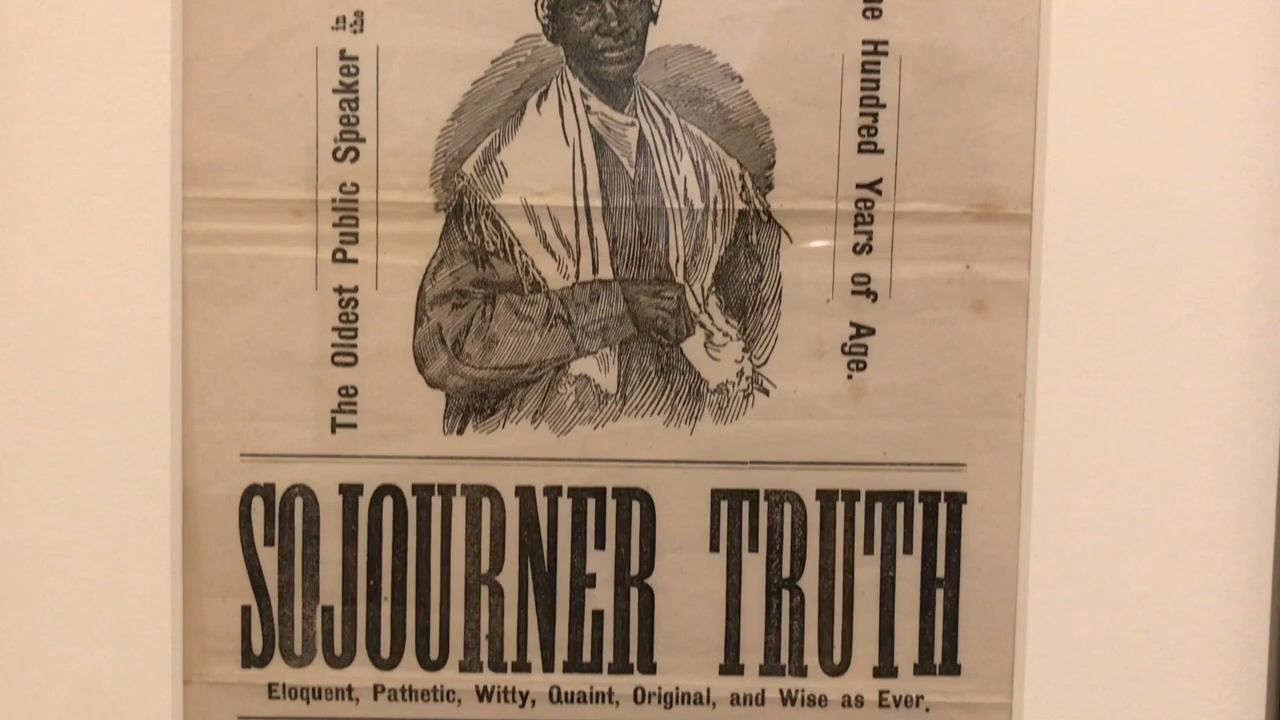 The Oldest Public Speaker in the
Hundred Years of Age.
SOJOURNER TRUTH
Eloquent, Pathetic, Witty, Quaint, Original, and Wise as Ever.